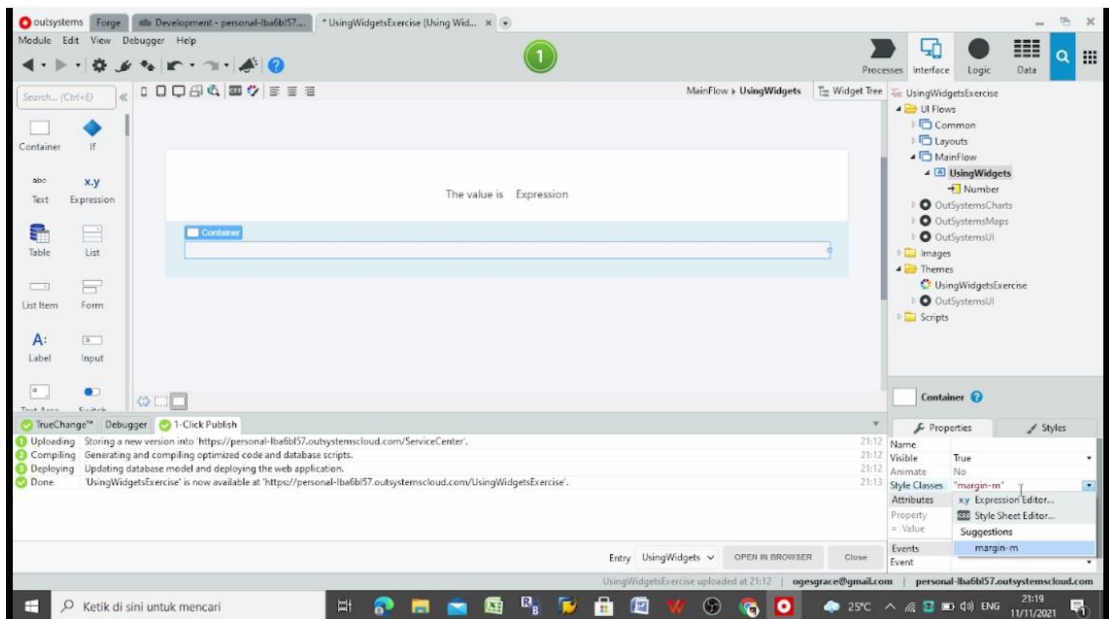 outsystems Forge Development - personal-lba6bl57.... * UsingWidgetsExercise (Using Wid...
Module Edit View Debugger Help
1
Processes Interface Logic Data
Search... (Ctrl+E)
MainFlow ▸ UsingWidgets Widget Tree
Container If
Text Expression
abc x.y
Table List
List Item Form
A:
Label Input
The value is Expression
Container
UsingWidgetsExercise
UI Flows
Common
Layouts
MainFlow
UsingWidgets
Number
OutSystemsCharts
OutSystemsMaps
OutSystemsUI
Images
Themes
UsingWidgetsExercise
OutSystemsUI
Scripts
TrueChange™ Debugger 1-Click Publish
1 Uploading Storing a new version into 'https://personal-lba6bl57.outsystemscloud.com/ServiceCenter'. 21:12
2 Compiling Generating and compiling optimized code and database scripts. 21:12
3 Deploying Updating database model and deploying the web application. 21:12
Done 'UsingWidgetsExercise' is now available at 'https://personal-lba6bl57.outsystemscloud.com/UsingWidgetsExercise'. 21:13
Entry UsingWidgets OPEN IN BROWSER Close
Container
Properties Styles
Name
Visible True
Animate No
Style Classes "margin-m"
Attributes x.y Expression Editor...
Property CSS Style Sheet Editor...
= Value Suggestions
Events margin-m
Event
UsingWidgetsExercise uploaded at 21:12 | ogesgrace@gmail.com | personal-lba6bl57.outsystemscloud.com
Ketik di sini untuk mencari
25°C ENG 21:19
11/11/2021